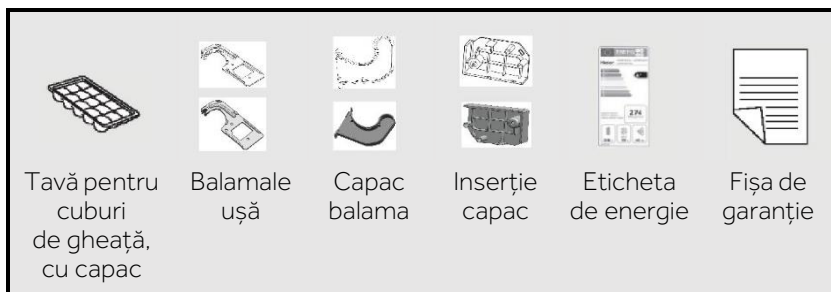 Tavă pentru
cuburi
de gheață,
cu capac
Balamale
ușă
Capac
balama
Inserție
capac
Eticheta
de energie
Fișa de
garanție
274